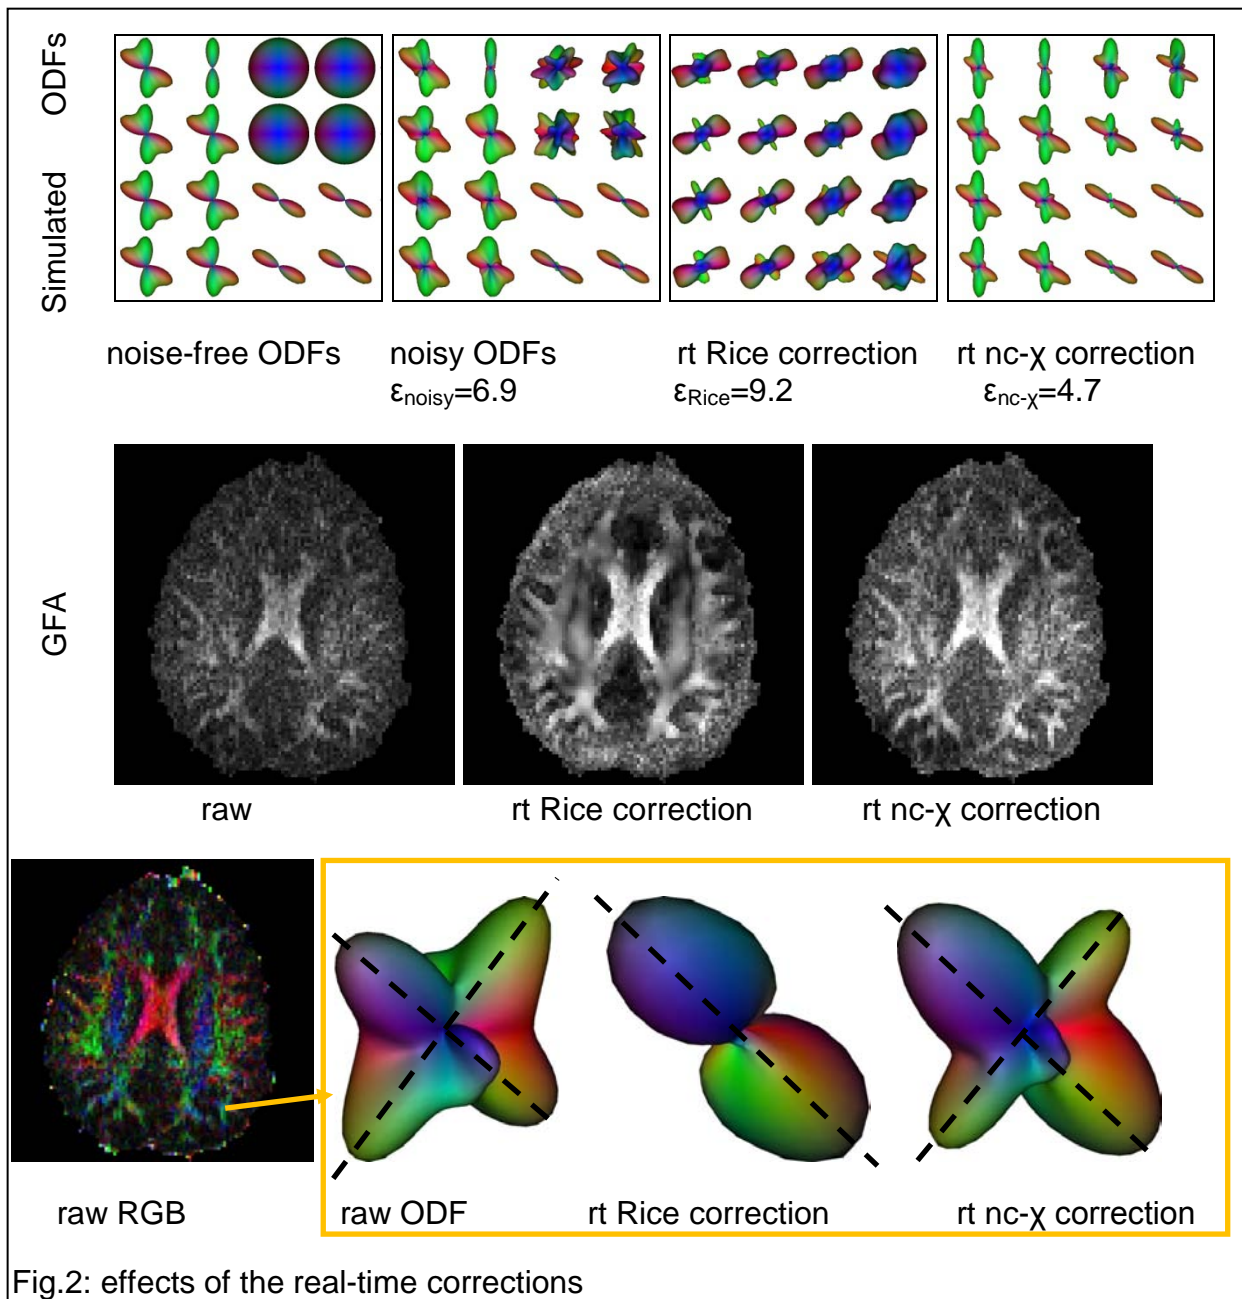 Simulated ODFs
noise-free ODFs
noisy ODFs
εnoisy=6.9
rt Rice correction
εRice=9.2
rt nc-χ correction
εnc-χ=4.7
GFA
raw
rt Rice correction
rt nc-χ correction
raw RGB
raw ODF
rt Rice correction
rt nc-χ correction
Fig.2: effects of the real-time corrections